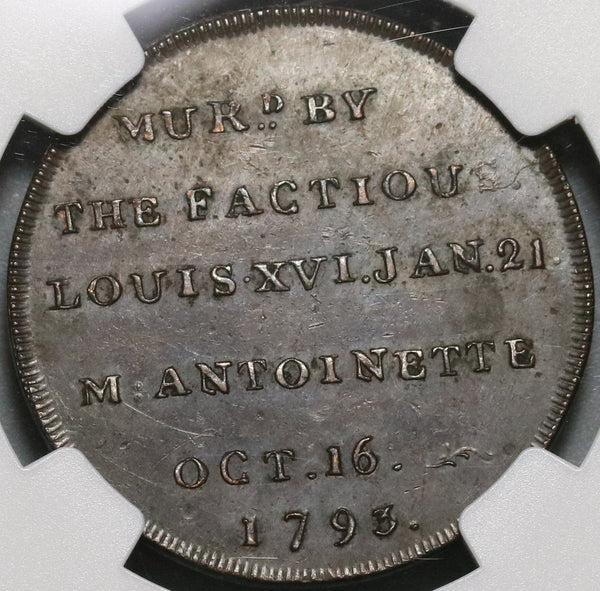 MUR.D BY
THE FACTIOUS.
LOUIS.XVI.JAN.21
M: ANTOINETTE
OCT.16.
1793.